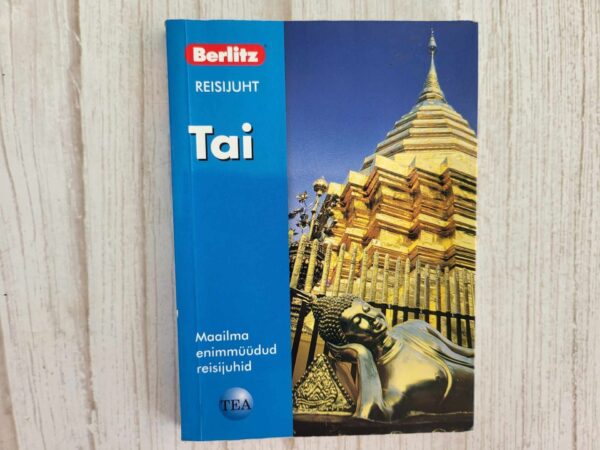 Berlitz
REISIJUHT
Tai
Maailma
enimmüüdud
reisijuhid
TEA